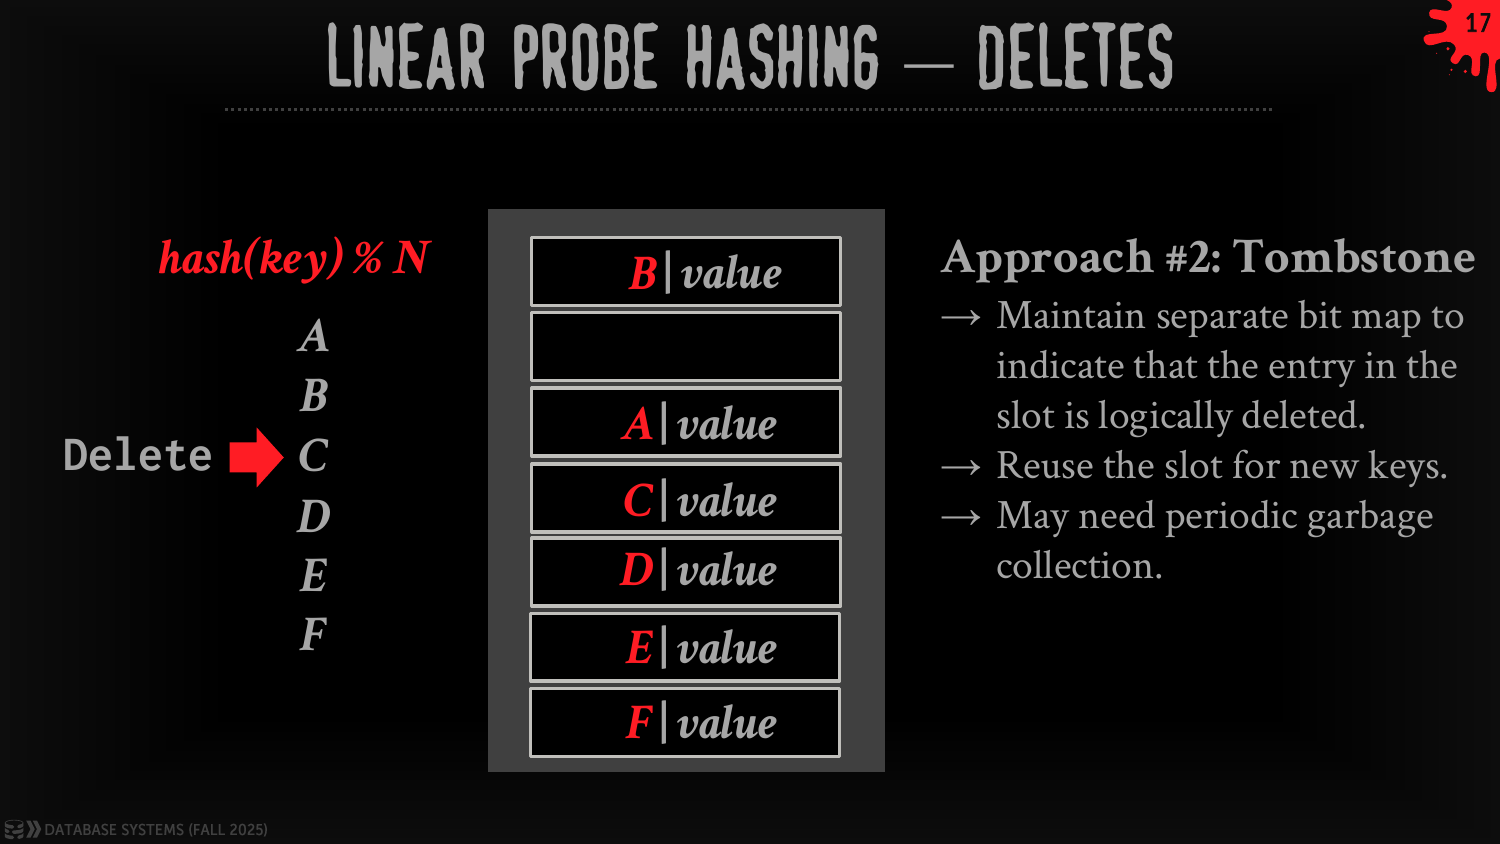 LINEAR PROBE HASHING — DELETES
17
hash(key) % N
A
B
Delete
C
D
E
F
B|value
A|value
C|value
D|value
E|value
F|value
Approach #2: Tombstone
→ Maintain separate bit map to
indicate that the entry in the
slot is logically deleted.
→ Reuse the slot for new keys.
→ May need periodic garbage
collection.
DATABASE SYSTEMS (FALL 2025)